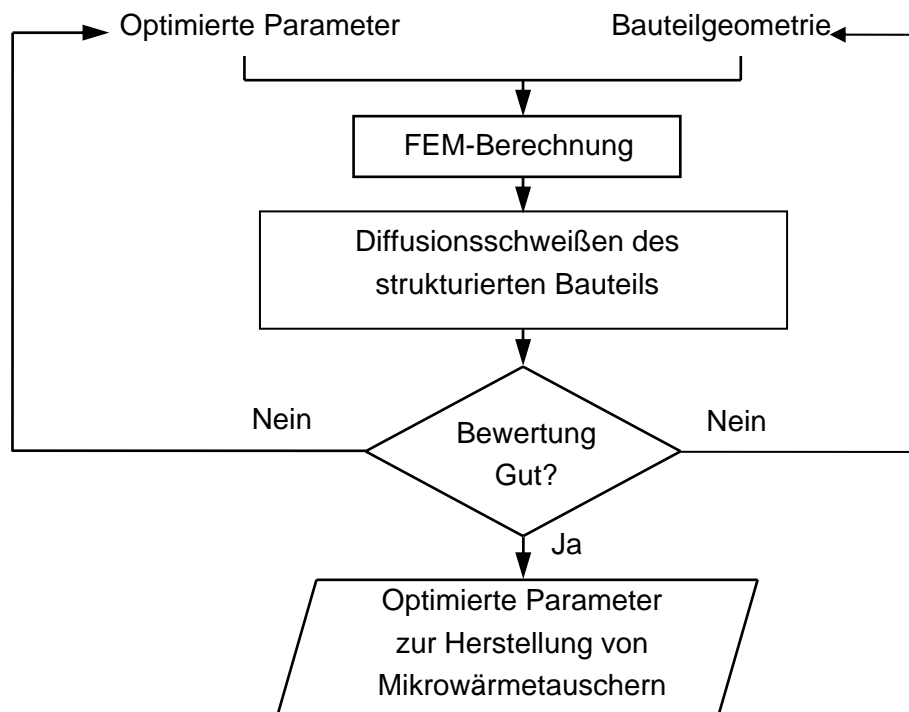 Optimierte Parameter
Bauteilgeometrie
FEM-Berechnung
Diffusionsschweißen des
strukturierten Bauteils
Nein
Bewertung
Gut?
Nein
Ja
Optimierte Parameter
zur Herstellung von
Mikrowärmetauschern